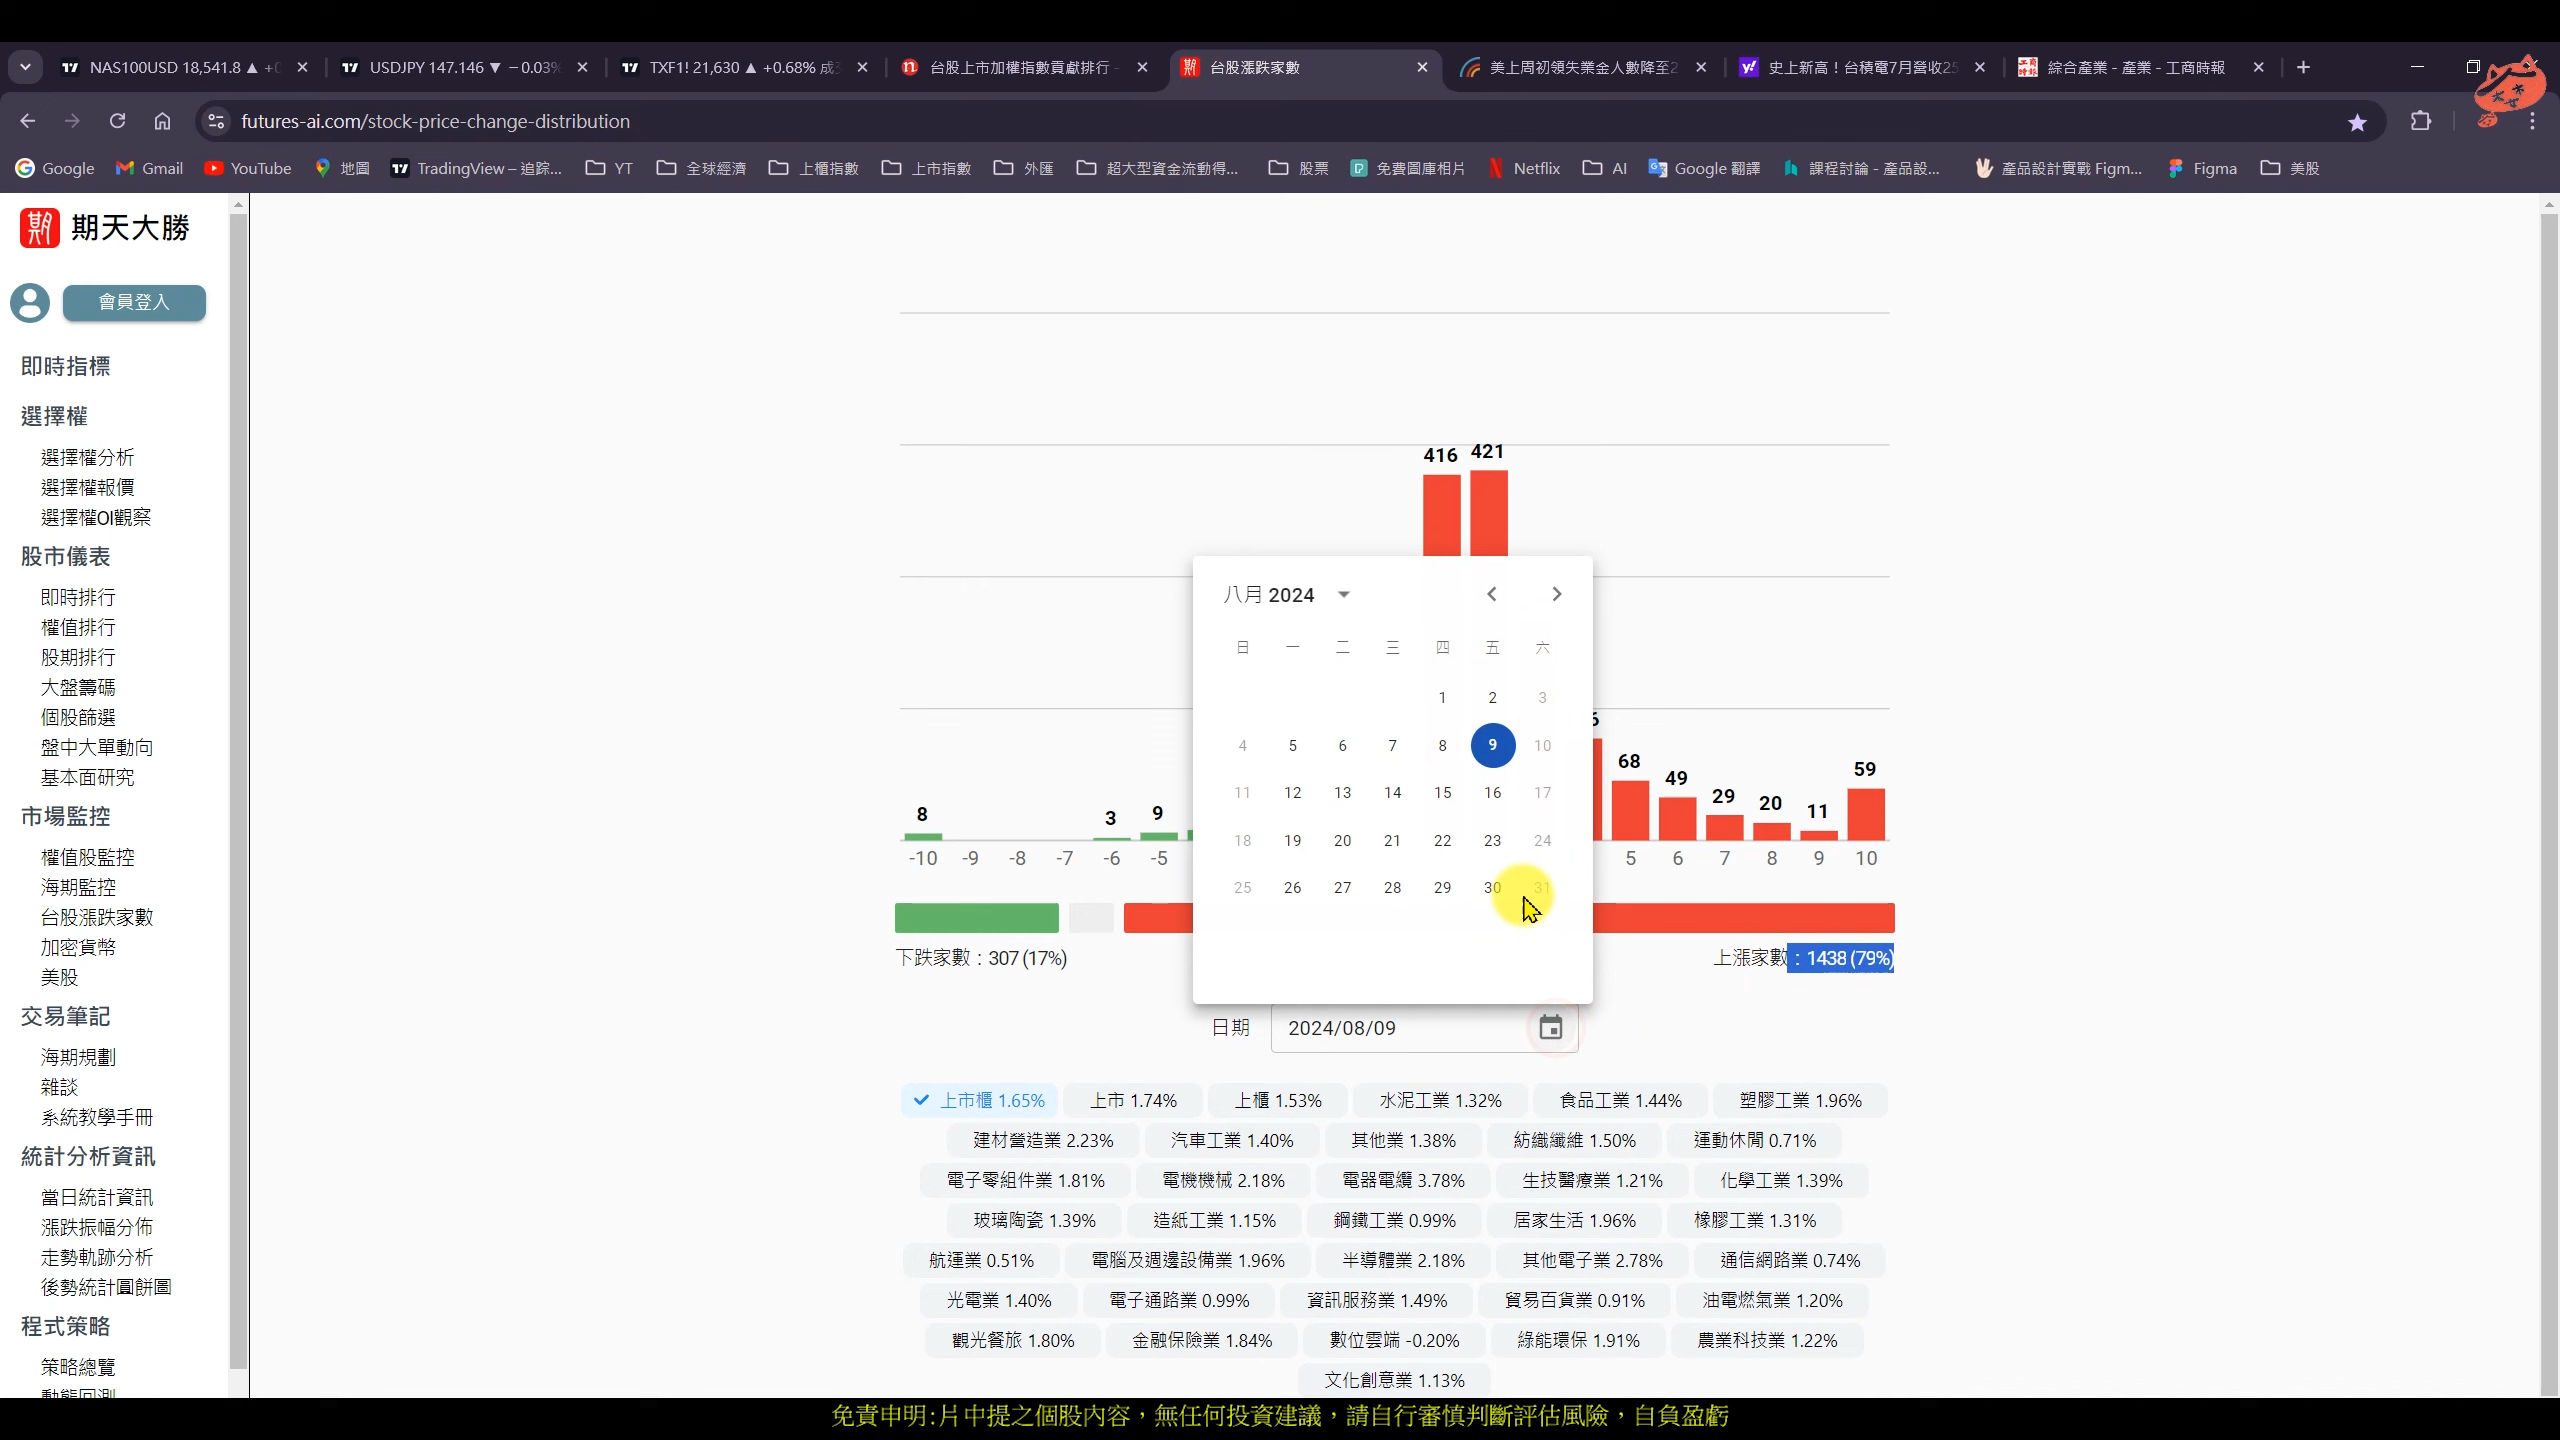 NAS100USD 18,541.8 ▲ +0
USDJPY 147.146 ▼ −0.03%
TXF1! 21,630 ▲ +0.68% 成交
台股上市加權指數貢獻排行 -
台股漲跌家數
美上周初領失業金人數降至2
史上新高！台積電7月營收25
綜合產業 - 產業 - 工商時報
futures-ai.com/stock-price-change-distribution
Google
Gmail
YouTube
地圖
TradingView – 追踪...
YT
全球經濟
上櫃指數
上市指數
外匯
超大型資金流動得...
股票
免費圖庫相片
Netflix
AI
Google 翻譯
課程討論 - 產品設...
產品設計實戰 Figm...
Figma
美股
期天大勝
會員登入
即時指標
選擇權
選擇權分析
選擇權報價
選擇權OI觀察
股市儀表
即時排行
權值排行
股期排行
大盤籌碼
個股篩選
盤中大單動向
基本面研究
市場監控
權值股監控
海期監控
台股漲跌家數
加密貨幣
美股
交易筆記
海期規劃
雜談
系統教學手冊
統計分析資訊
當日統計資訊
漲跌振幅分佈
走勢軌跡分析
後勢統計圓餅圖
程式策略
策略總覽
動態回測
416 421
八月 2024
日 一 二 三 四 五 六
1 2 3
4 5 6 7 8 9 10
11 12 13 14 15 16 17
18 19 20 21 22 23 24
25 26 27 28 29 30 31
8 3 9 68 49 29 20 11 59
-10 -9 -8 -7 -6 -5 5 6 7 8 9 10
下跌家數：307 (17%)
上漲家數：1438 (79%)
日期 2024/08/09
上市櫃 1.65% 上市 1.74% 上櫃 1.53% 水泥工業 1.32% 食品工業 1.44% 塑膠工業 1.96%
建材營造業 2.23% 汽車工業 1.40% 其他業 1.38% 紡織纖維 1.50% 運動休閒 0.71%
電子零組件業 1.81% 電機機械 2.18% 電器電纜 3.78% 生技醫療業 1.21% 化學工業 1.39%
玻璃陶瓷 1.39% 造紙工業 1.15% 鋼鐵工業 0.99% 居家生活 1.96% 橡膠工業 1.31%
航運業 0.51% 電腦及週邊設備業 1.96% 半導體業 2.18% 其他電子業 2.78% 通信網路業 0.74%
光電業 1.40% 電子通路業 0.99% 資訊服務業 1.49% 貿易百貨業 0.91% 油電燃氣業 1.20%
觀光餐旅 1.80% 金融保險業 1.84% 數位雲端 -0.20% 綠能環保 1.91% 農業科技業 1.22%
文化創意業 1.13%
免責申明:片中提之個股內容，無任何投資建議，請自行審慎判斷評估風險，自負盈虧